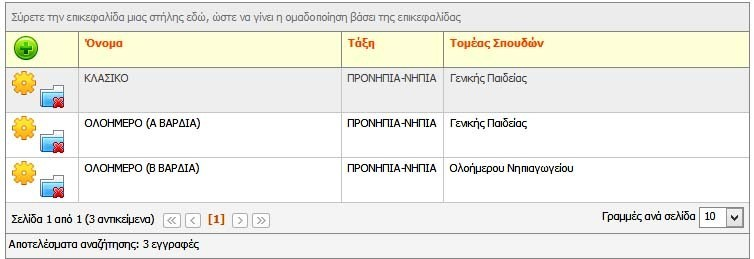 Σύρετε την επικεφαλίδα μιας στήλης εδώ, ώστε να γίνει η ομαδοποίηση βάσει της επικεφαλίδας
Όνομα Τάξη Τομέας Σπουδών
ΚΛΑΣΙΚΟ ΠΡΟΝΗΠΙΑ-ΝΗΠΙΑ Γενικής Παιδείας
ΟΛΟΗΜΕΡΟ (Α ΒΑΡΔΙΑ) ΠΡΟΝΗΠΙΑ-ΝΗΠΙΑ Γενικής Παιδείας
ΟΛΟΗΜΕΡΟ (Β ΒΑΡΔΙΑ) ΠΡΟΝΗΠΙΑ-ΝΗΠΙΑ Ολοήμερου Νηπιαγωγείου
Σελίδα 1 από 1 (3 αντικείμενα) [1] Γραμμές ανά σελίδα 10
Αποτελέσματα αναζήτησης: 3 εγγραφές